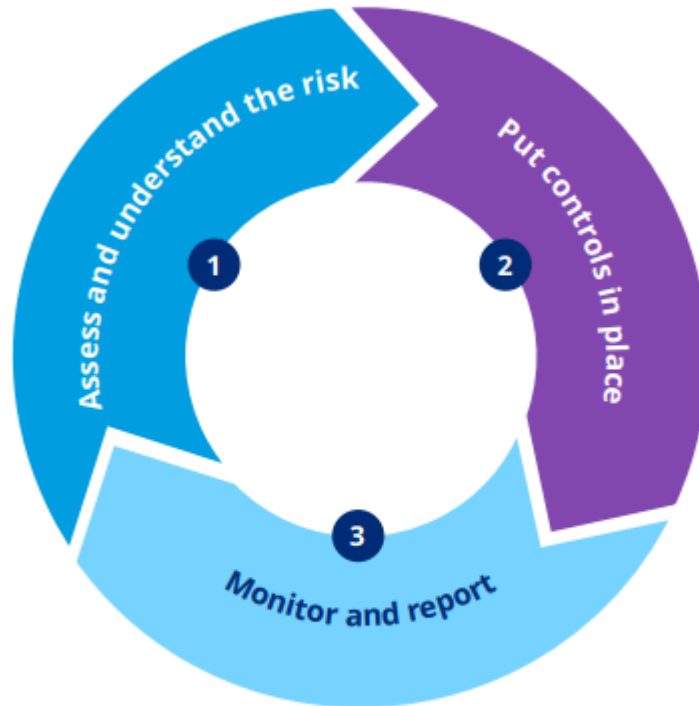 1
Assess and understand the risk
2
Put controls in place
3
Monitor and report